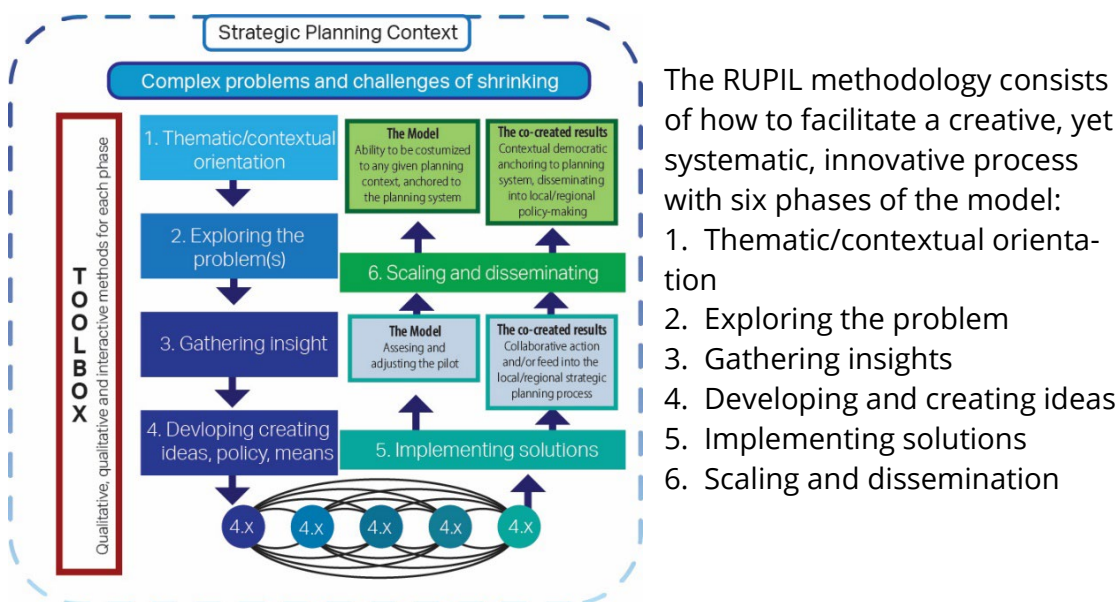 Strategic Planning Context
Complex problems and challenges of shrinking
TOOLBOX
Qualitative, qualitative and interactive methods for each phase
1. Thematic/contextual
orientation
2. Exploring the
problem(s)
3. Gathering insight
4. Devloping creating
ideas, policy, means
4.x
4.x
4.x
4.x
4.x
5. Implementing solutions
The Model
Assesing and
adjusting the pilot
The co-created results
Collaborative action
and/or feed into the
local/regional strategic
planning process
6. Scaling and disseminating
The Model
Ability to be costumized
to any given planning
context, anchored to
the planning system
The co-created results
Contextual democratic
anchoring to planning
system, disseminating
into local/regional
policy-making
The RUPIL methodology consists
of how to facilitate a creative, yet
systematic, innovative process
with six phases of the model:
1. Thematic/contextual orienta-
tion
2. Exploring the problem
3. Gathering insights
4. Developing and creating ideas
5. Implementing solutions
6. Scaling and dissemination